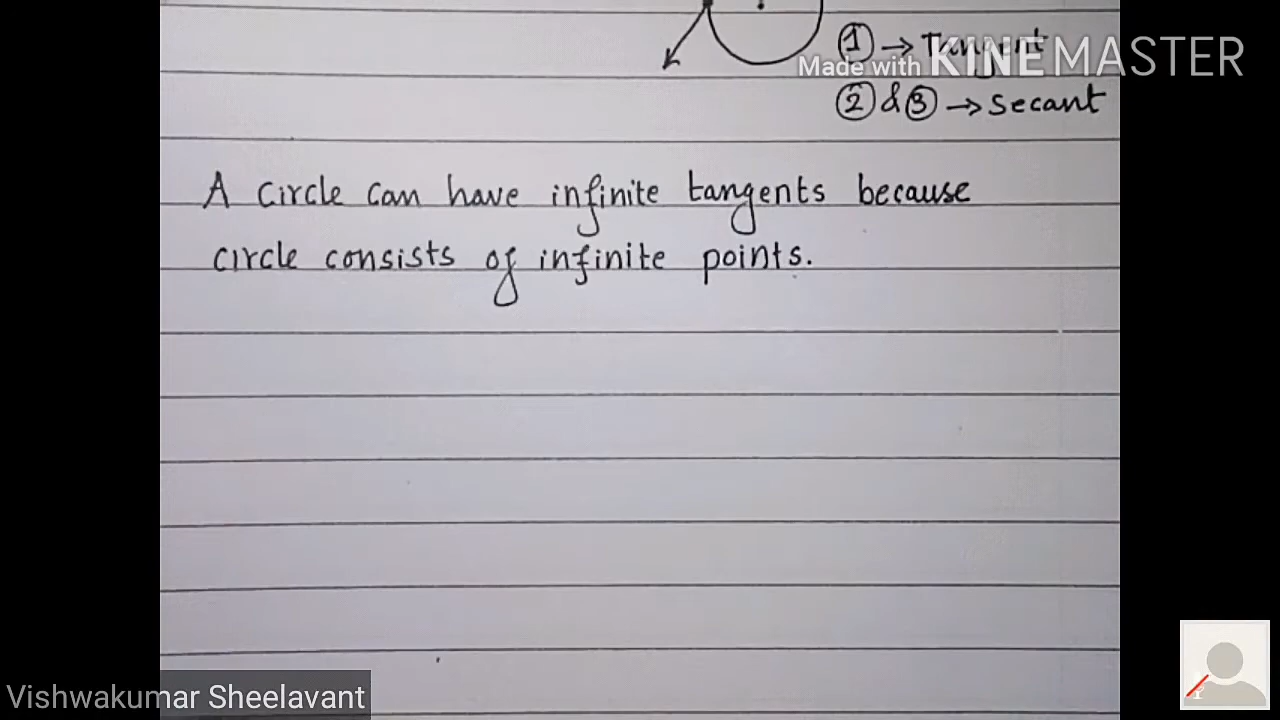 ① → Tangent
Made with KINEMASTER
② & ③ → Secant
A circle can have infinite tangents because
circle consists of infinite points.
Vishwakumar Sheelavant